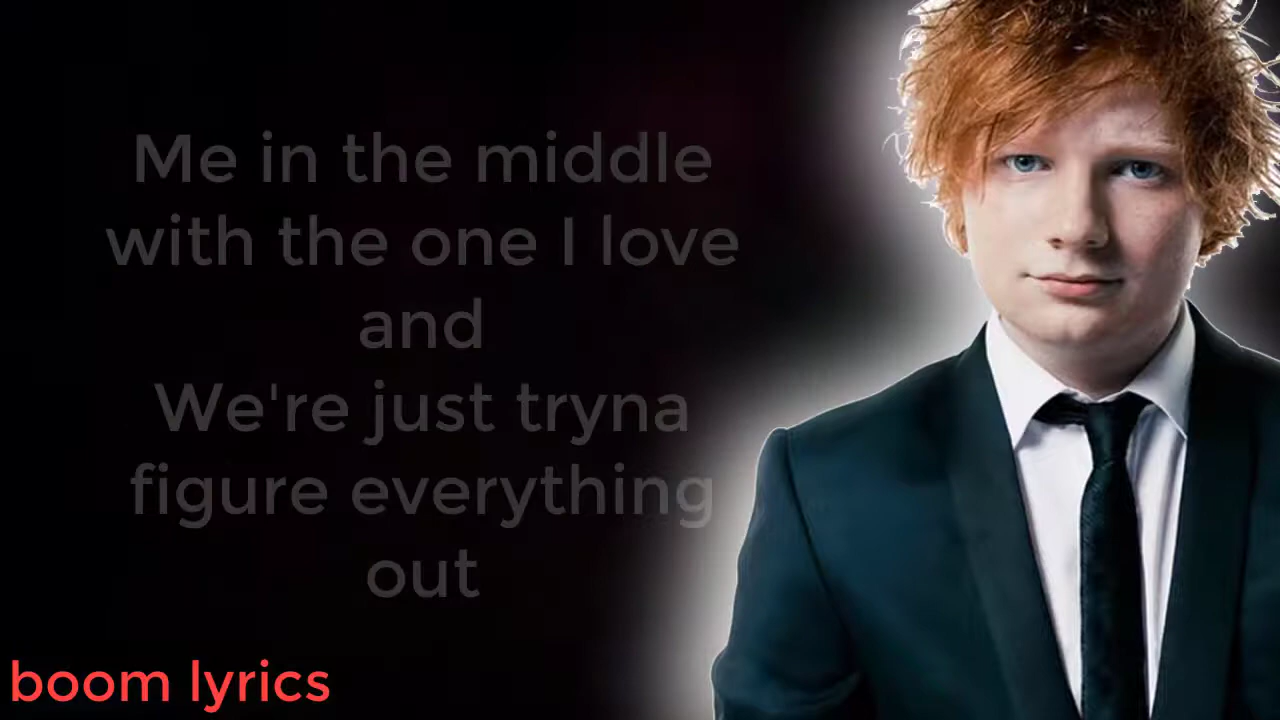 Me in the middle
with the one I love
and
We're just tryna
figure everything
out
boom lyrics